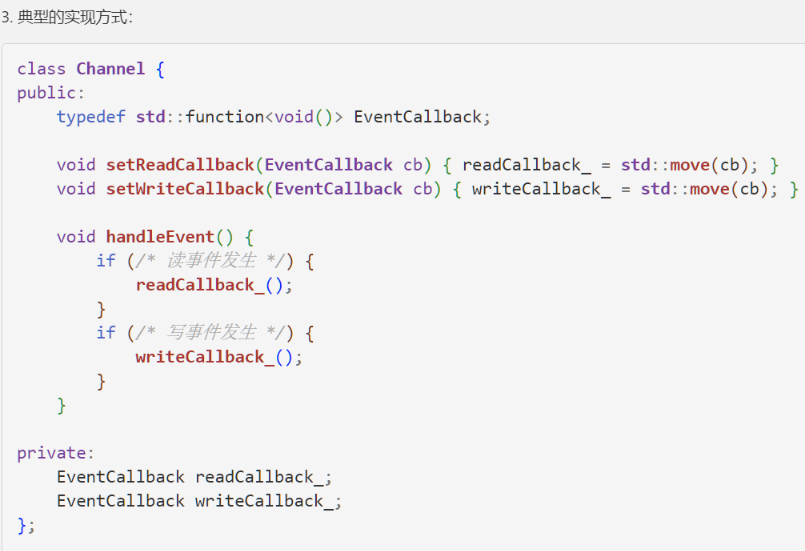 3. 典型的实现方式：
class Channel {
public:
    typedef std::function<void()> EventCallback;

    void setReadCallback(EventCallback cb) { readCallback_ = std::move(cb); }
    void setWriteCallback(EventCallback cb) { writeCallback_ = std::move(cb); }

    void handleEvent() {
        if (/* 读事件发生 */) {
            readCallback_();
        }
        if (/* 写事件发生 */) {
            writeCallback_();
        }
    }

private:
    EventCallback readCallback_;
    EventCallback writeCallback_;
};